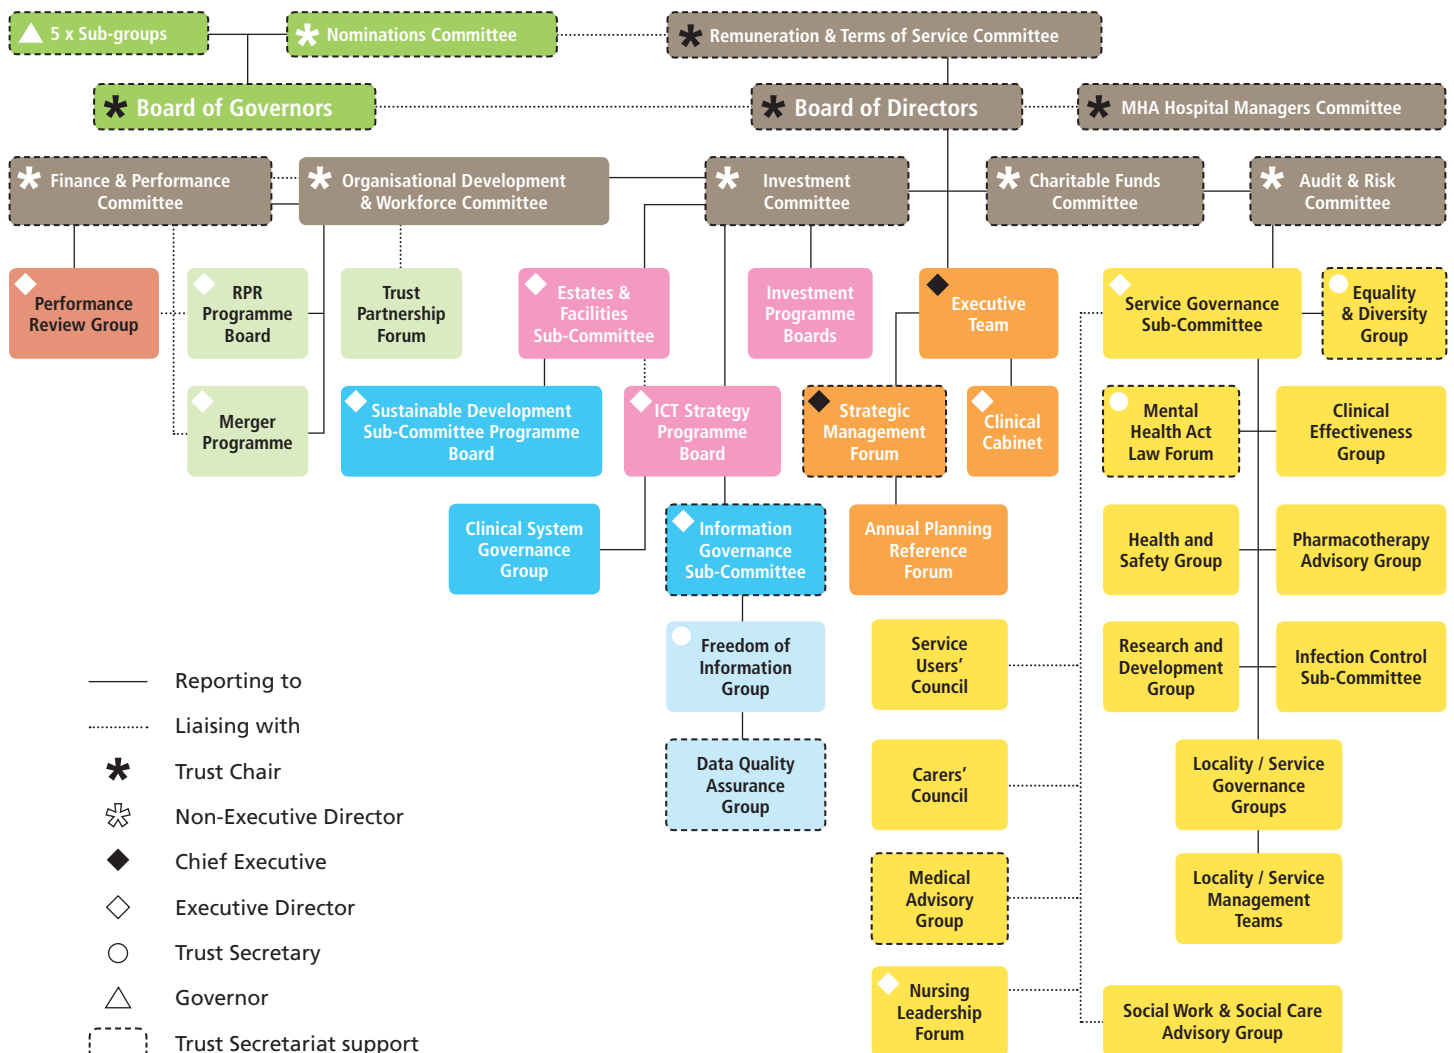 5 x Sub-groups
Nominations Committee
Remuneration & Terms of Service Committee
Board of Governors
Board of Directors
MHA Hospital Managers Committee
Finance & Performance
Committee
Organisational Development
& Workforce Committee
Investment
Committee
Charitable Funds
Committee
Audit & Risk
Committee
Performance
Review Group
RPR
Programme
Board
Trust
Partnership
Forum
Estates &
Facilities
Sub-Committee
Investment
Programme
Boards
Executive
Team
Service Governance
Sub-Committee
Equality
& Diversity
Group
Merger
Programme
Sustainable Development
Sub-Committee Programme
Board
ICT Strategy
Programme
Board
Strategic
Management
Forum
Clinical
Cabinet
Mental
Health Act
Law Forum
Clinical
Effectiveness
Group
Clinical System
Governance
Group
Information
Governance
Sub-Committee
Annual Planning
Reference
Forum
Health and
Safety Group
Pharmacotherapy
Advisory Group
Freedom of
Information
Group
Service
Users'
Council
Research and
Development
Group
Infection Control
Sub-Committee
Data Quality
Assurance
Group
Carers'
Council
Locality / Service
Governance
Groups
Medical
Advisory
Group
Locality / Service
Management
Teams
Nursing
Leadership
Forum
Social Work & Social Care
Advisory Group
Reporting to
Liaising with
Trust Chair
Non-Executive Director
Chief Executive
Executive Director
Trust Secretary
Governor
Trust Secretariat support